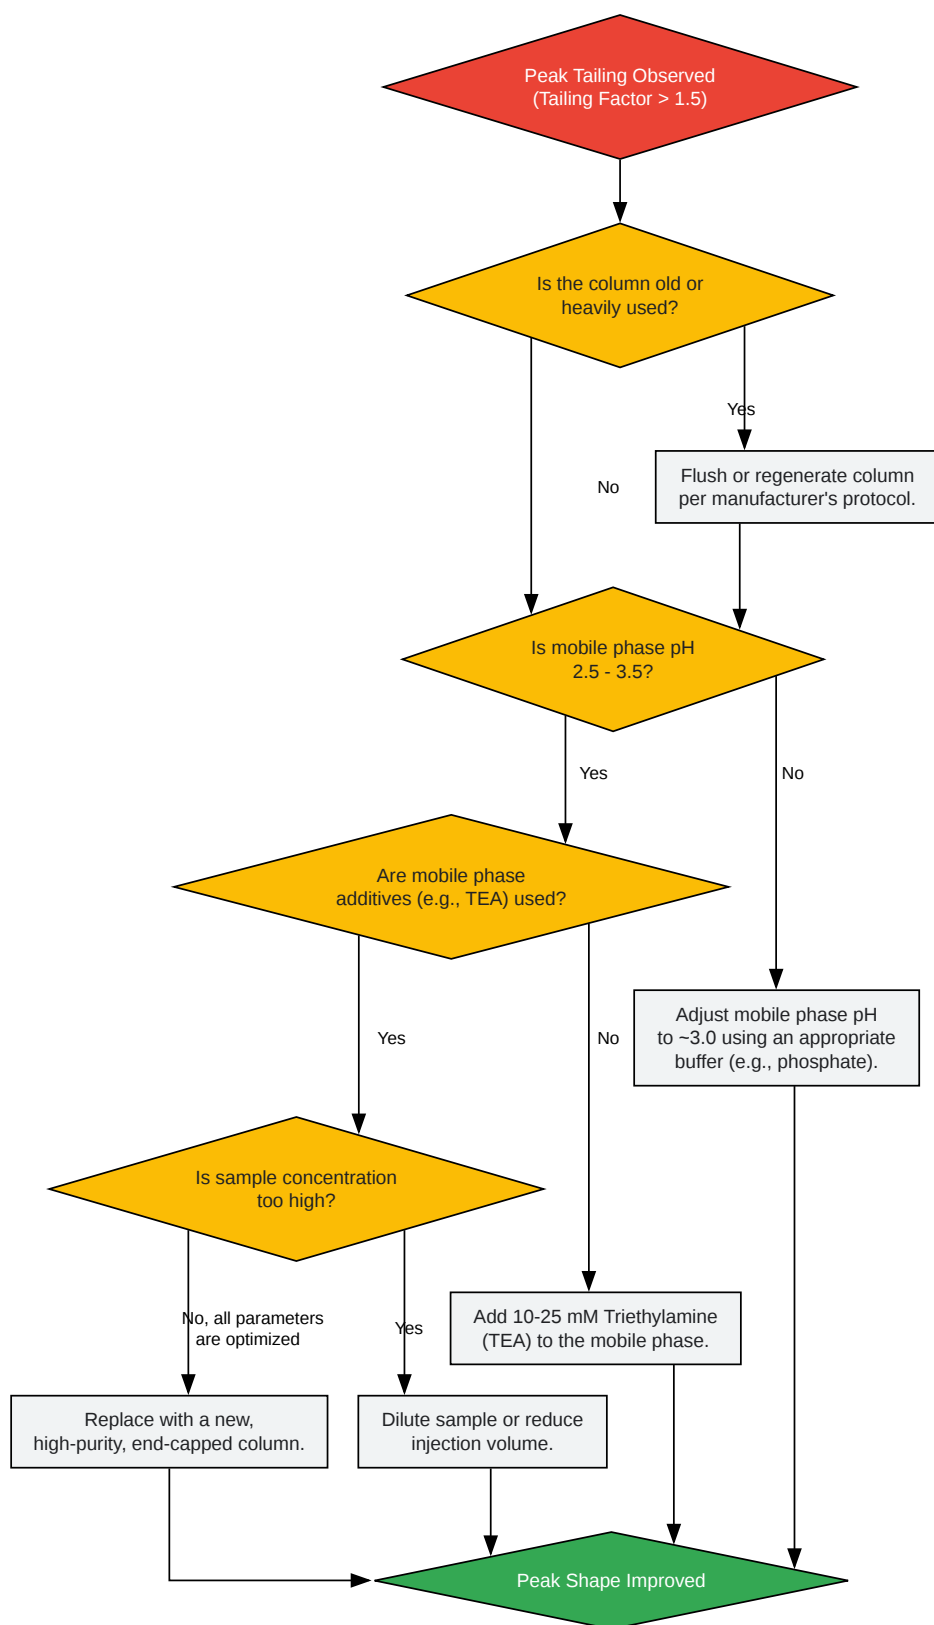 Peak Tailing Observed
(Tailing Factor > 1.5)
Is the column old or
heavily used?
Yes
No
Flush or regenerate column
per manufacturer's protocol.
Is mobile phase pH
2.5 - 3.5?
Yes
No
Are mobile phase
additives (e.g., TEA) used?
Yes
No
Adjust mobile phase pH
to ~3.0 using an appropriate
buffer (e.g., phosphate).
Is sample concentration
too high?
No, all parameters
are optimized
Yes
Add 10-25 mM Triethylamine
(TEA) to the mobile phase.
Replace with a new,
high-purity, end-capped column.
Dilute sample or reduce
injection volume.
Peak Shape Improved